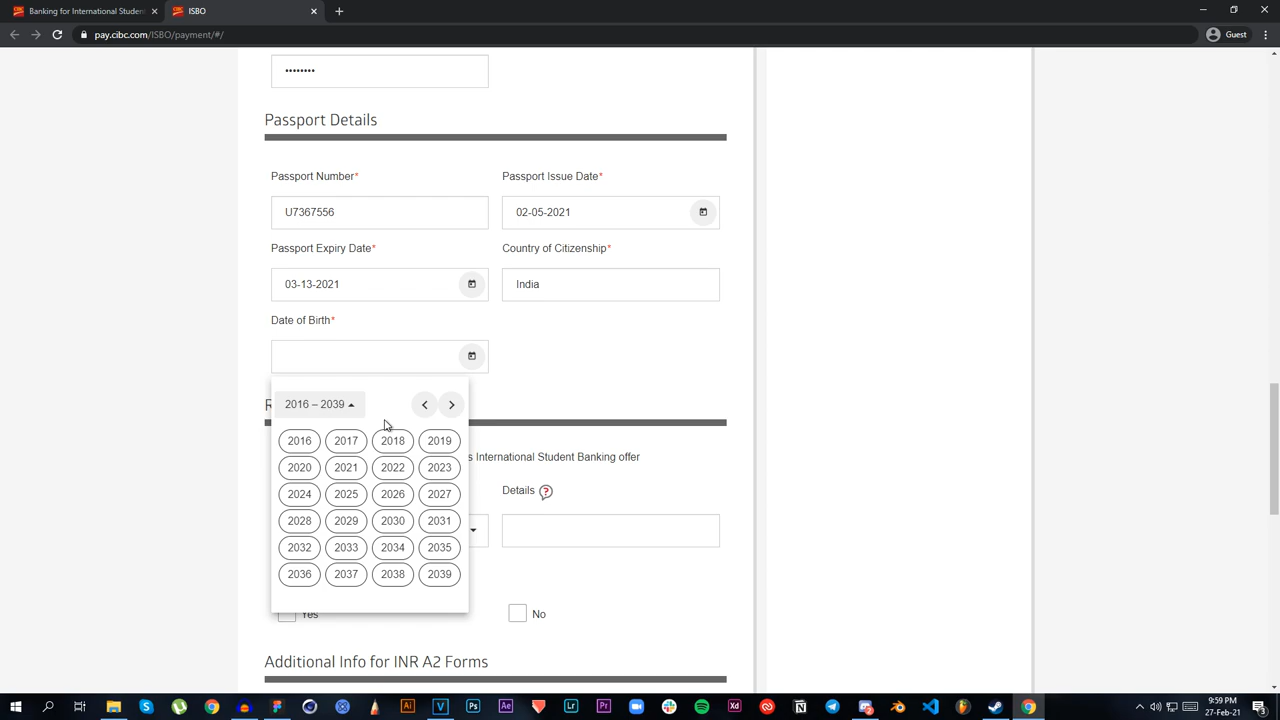 Banking for International Student
ISBO
pay.cibc.com/ISBO/payment/#/
Guest
••••••••
Passport Details
Passport Number*
Passport Issue Date*
U7367556
02-05-2021
Passport Expiry Date*
Country of Citizenship*
03-13-2021
India
Date of Birth*
2016 – 2039
R
2016 2017 2018 2019
s International Student Banking offer
2020 2021 2022 2023
Details ?
2024 2025 2026 2027
2028 2029 2030 2031
2032 2033 2034 2035
2036 2037 2038 2039
Yes
No
Additional Info for INR A2 Forms
9:59 PM
27-Feb-21